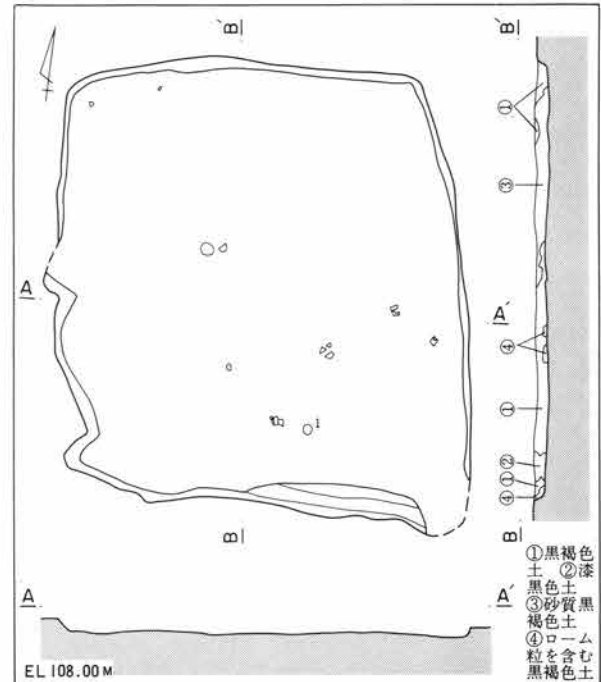 B B′
B′
①
③
A A′
④
①
1
②
①
④
B B
A A′
①黒褐色
土 ②漆
黒色土
③砂質黒
褐色土
④ローム
粒を含む
黒褐色土
EL 108.00M